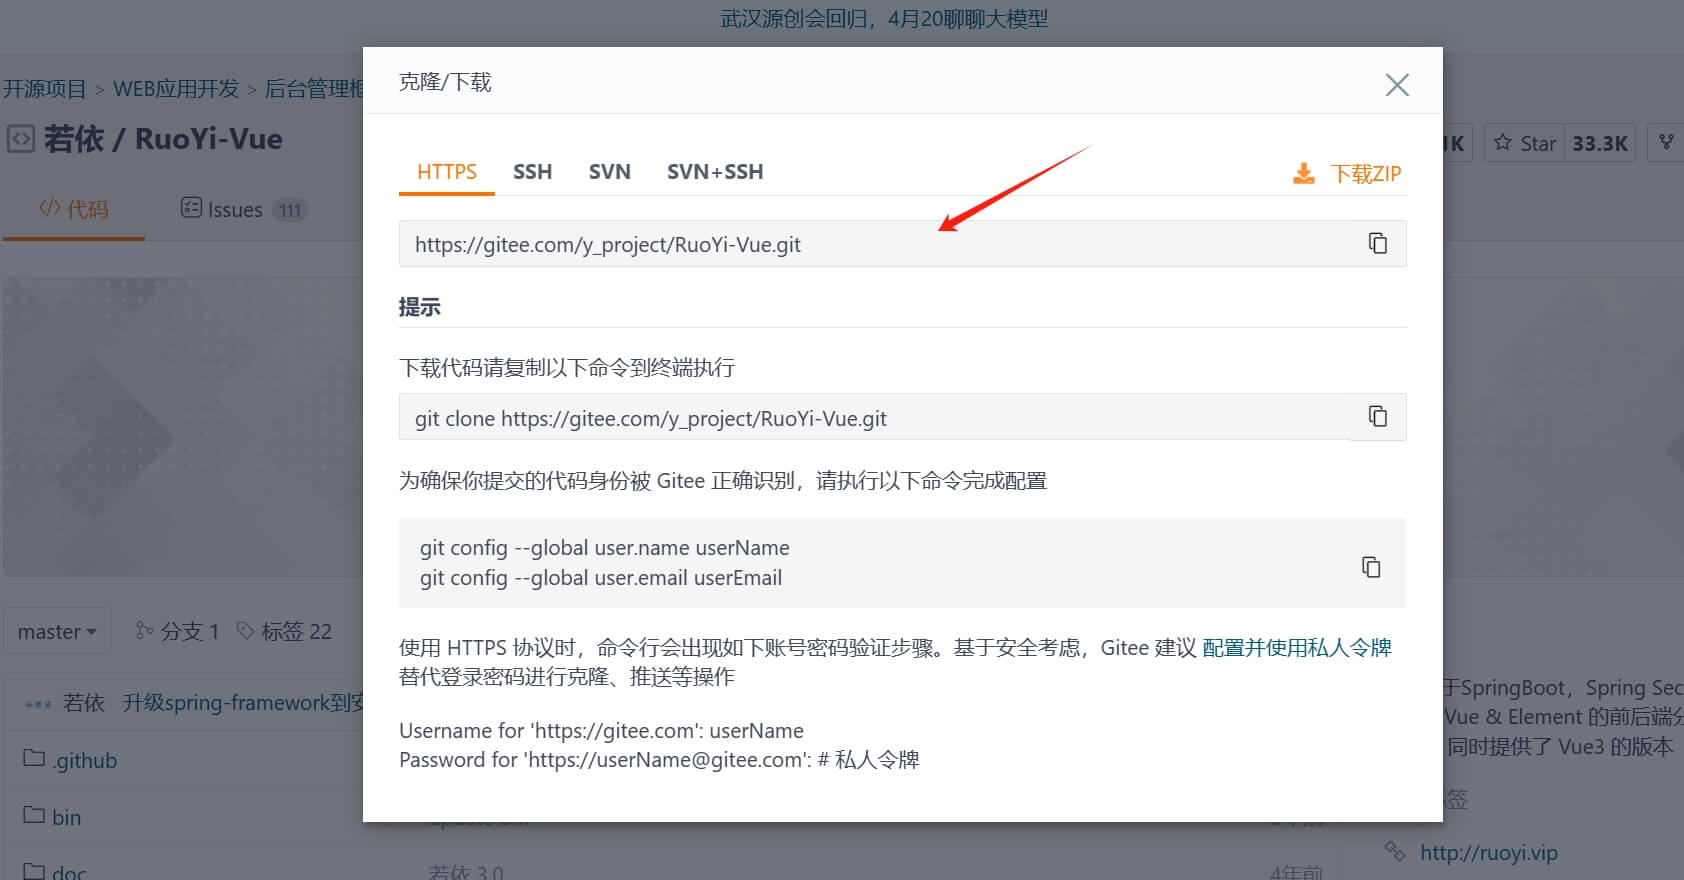 武汉源创会回归，4月20聊聊大模型
开源项目 > WEB应用开发 > 后台管理框
若依 / RuoYi-Vue
1K
Star 33.3K
代码
Issues 111
克隆/下载
HTTPS SSH SVN SVN+SSH 下载ZIP
https://gitee.com/y_project/RuoYi-Vue.git
提示
下载代码请复制以下命令到终端执行
git clone https://gitee.com/y_project/RuoYi-Vue.git
为确保你提交的代码身份被 Gitee 正确识别，请执行以下命令完成配置
git config --global user.name userName
git config --global user.email userEmail
使用 HTTPS 协议时，命令行会出现如下账号密码验证步骤。基于安全考虑，Gitee 建议 配置并使用私人令牌
替代登录密码进行克隆、推送等操作
Username for 'https://gitee.com': userName
Password for 'https://userName@gitee.com': # 私人令牌
master
分支 1
标签 22
若依 升级spring-framework到安
.github
bin
doc
若依 3.0
4年前
于SpringBoot，Spring Sec
Vue & Element 的前后端分
同时提供了 Vue3 的版本
签
http://ruoyi.vip